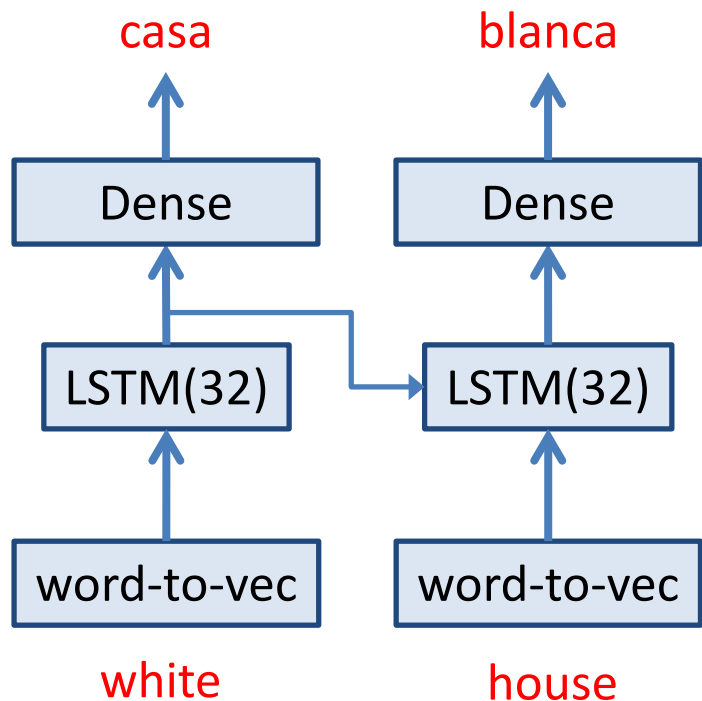 casa blanca
Dense Dense
LSTM(32) LSTM(32)
word-to-vec word-to-vec
white house